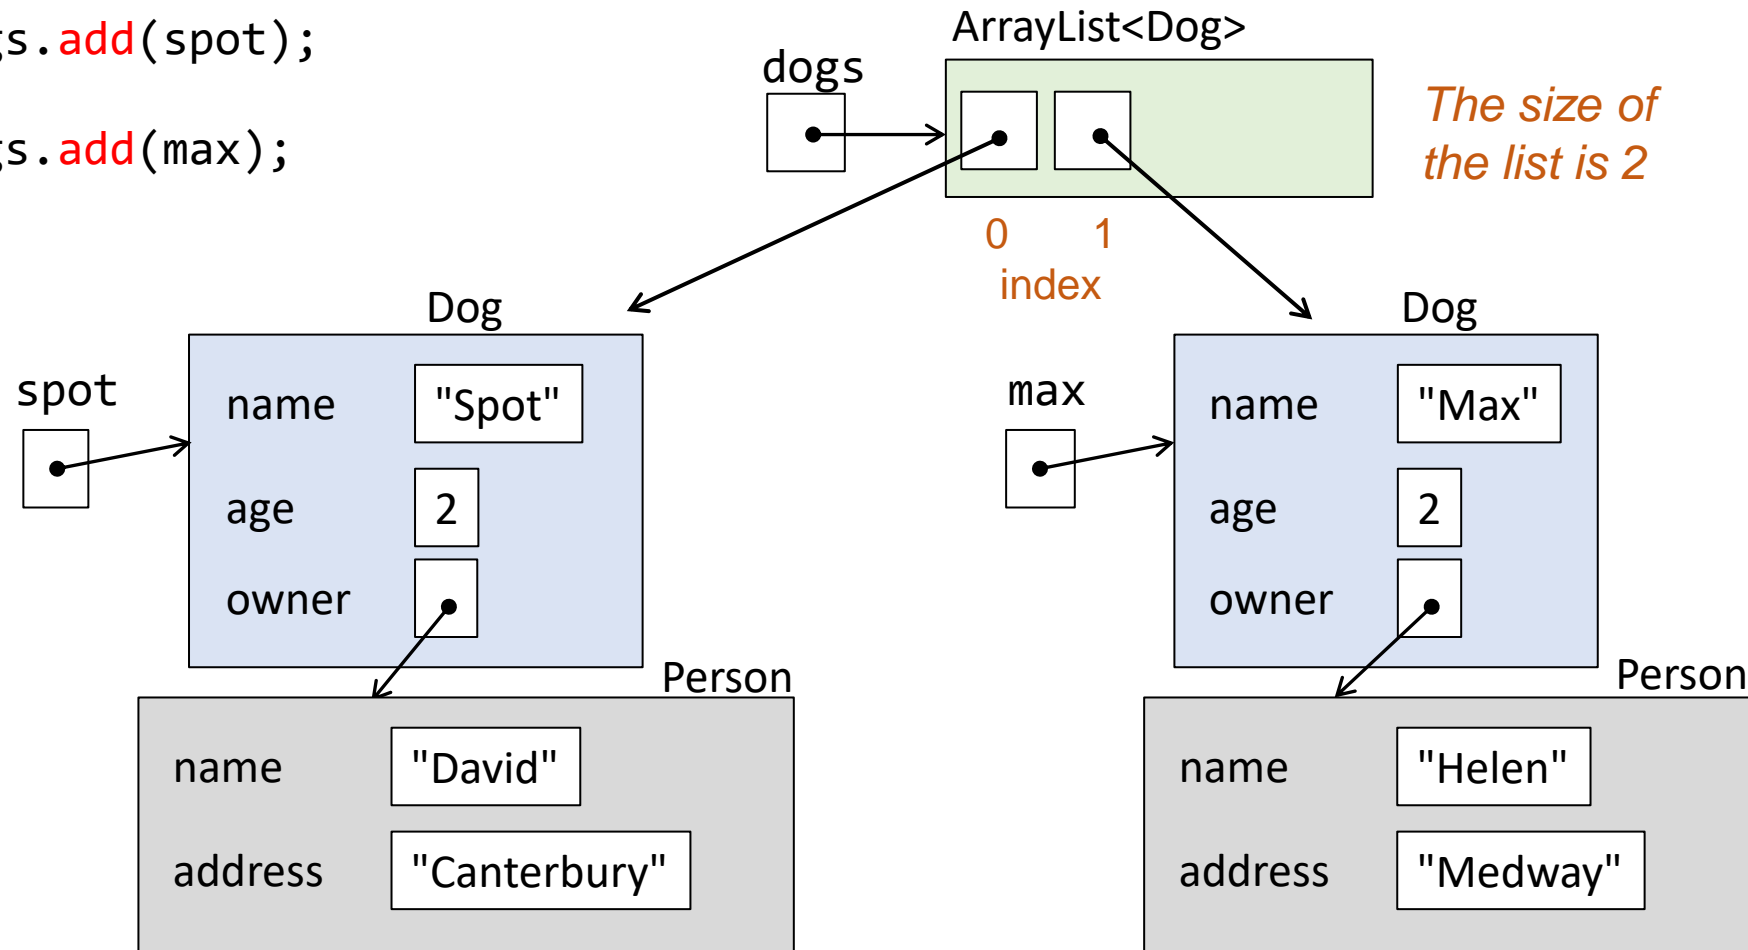 gs.add(spot);
gs.add(max);
ArrayList<Dog>
dogs
The size of
the list is 2
0 1
index
Dog
spot
name "Spot"
age 2
owner
Person
name "David"
address "Canterbury"
Dog
max
name "Max"
age 2
owner
Person
name "Helen"
address "Medway"